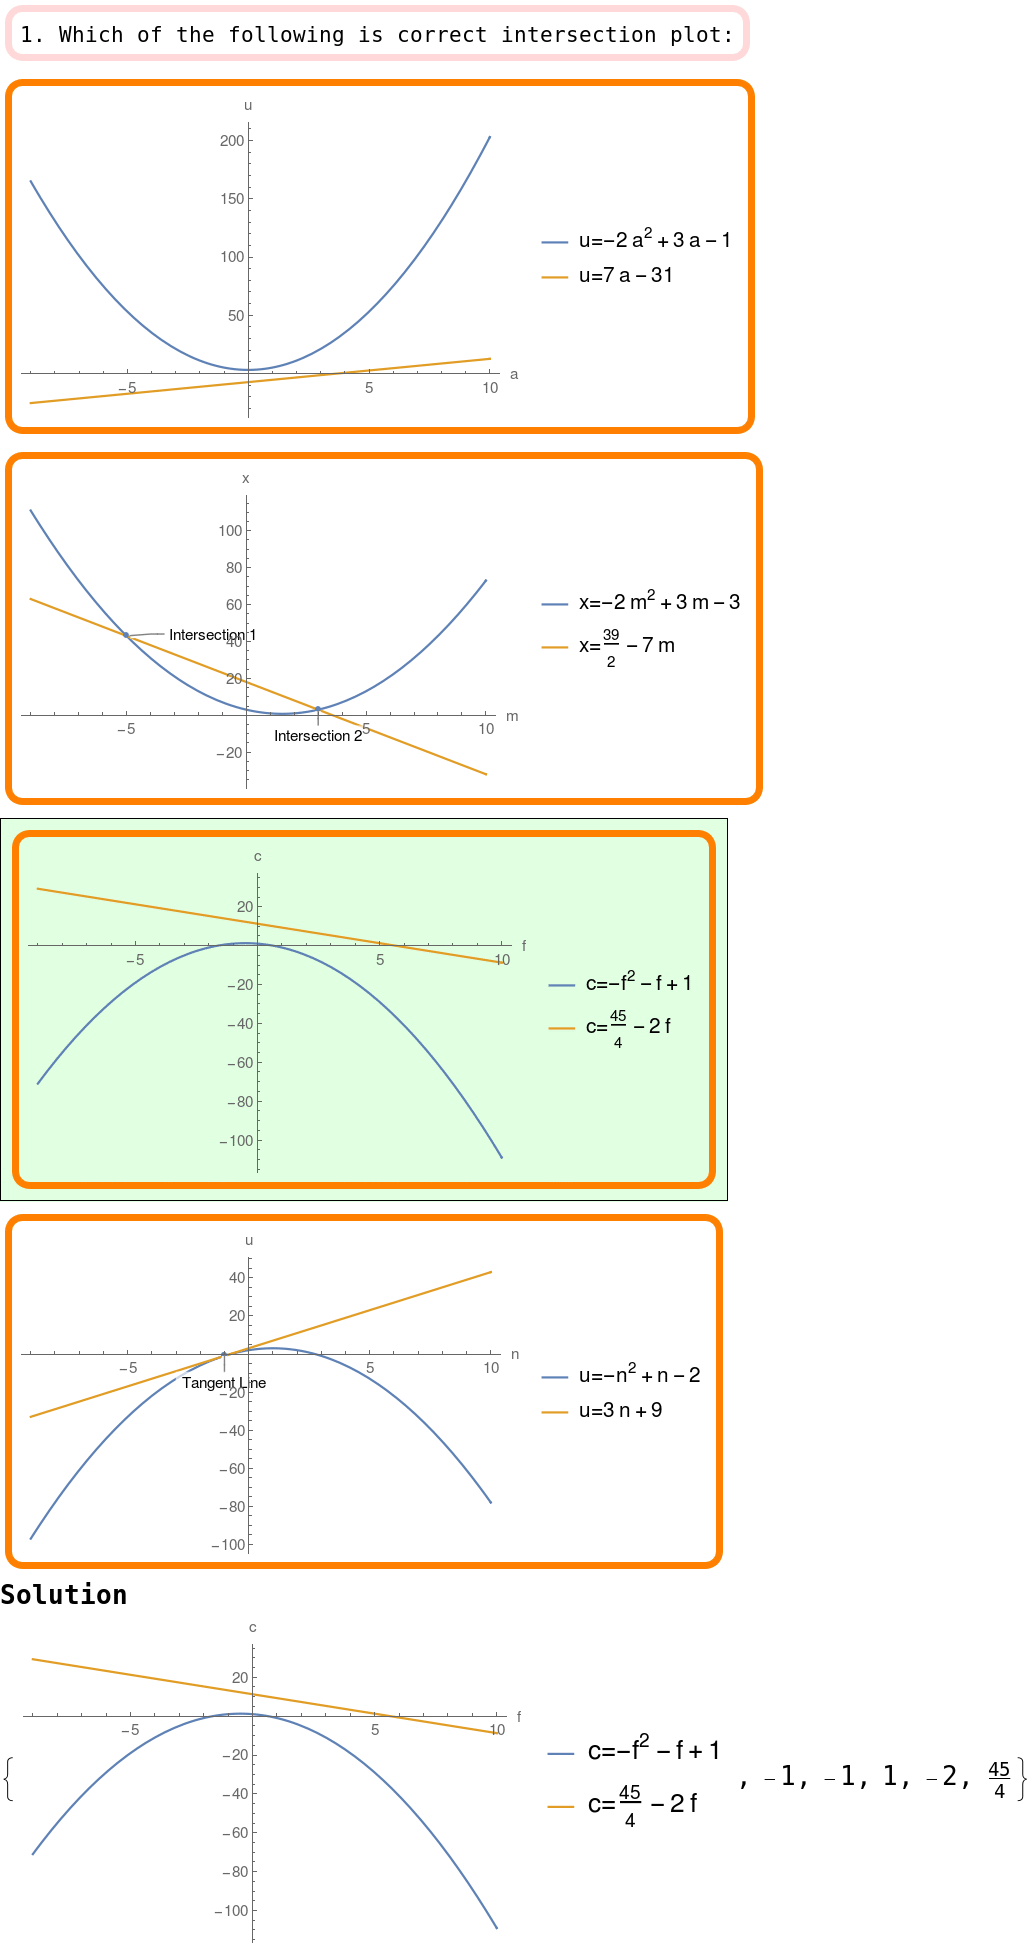 1. Which of the following is correct intersection plot:
u
200
150
100
50
−5 5 10 a
u=−2 a² + 3 a − 1
u=7 a − 31
x
100
80
60
40
20
−20
−5 5 10 m
Intersection 1
Intersection 2
x=−2 m² + 3 m − 3
x=39/2 − 7 m
c
20
−5 5 10 f
−20
−40
−60
−80
−100
c=−f² − f + 1
c=45/4 − 2 f
u
40
20
−5 5 10 n
Tangent Line
−20
−40
−60
−80
−100
u=−n² + n − 2
u=3 n + 9
Solution
c
20
−5 5 10 f
−20
−40
−60
−80
−100
{ c=−f² − f + 1
c=45/4 − 2 f
, −1, −1, 1, −2, 45/4}